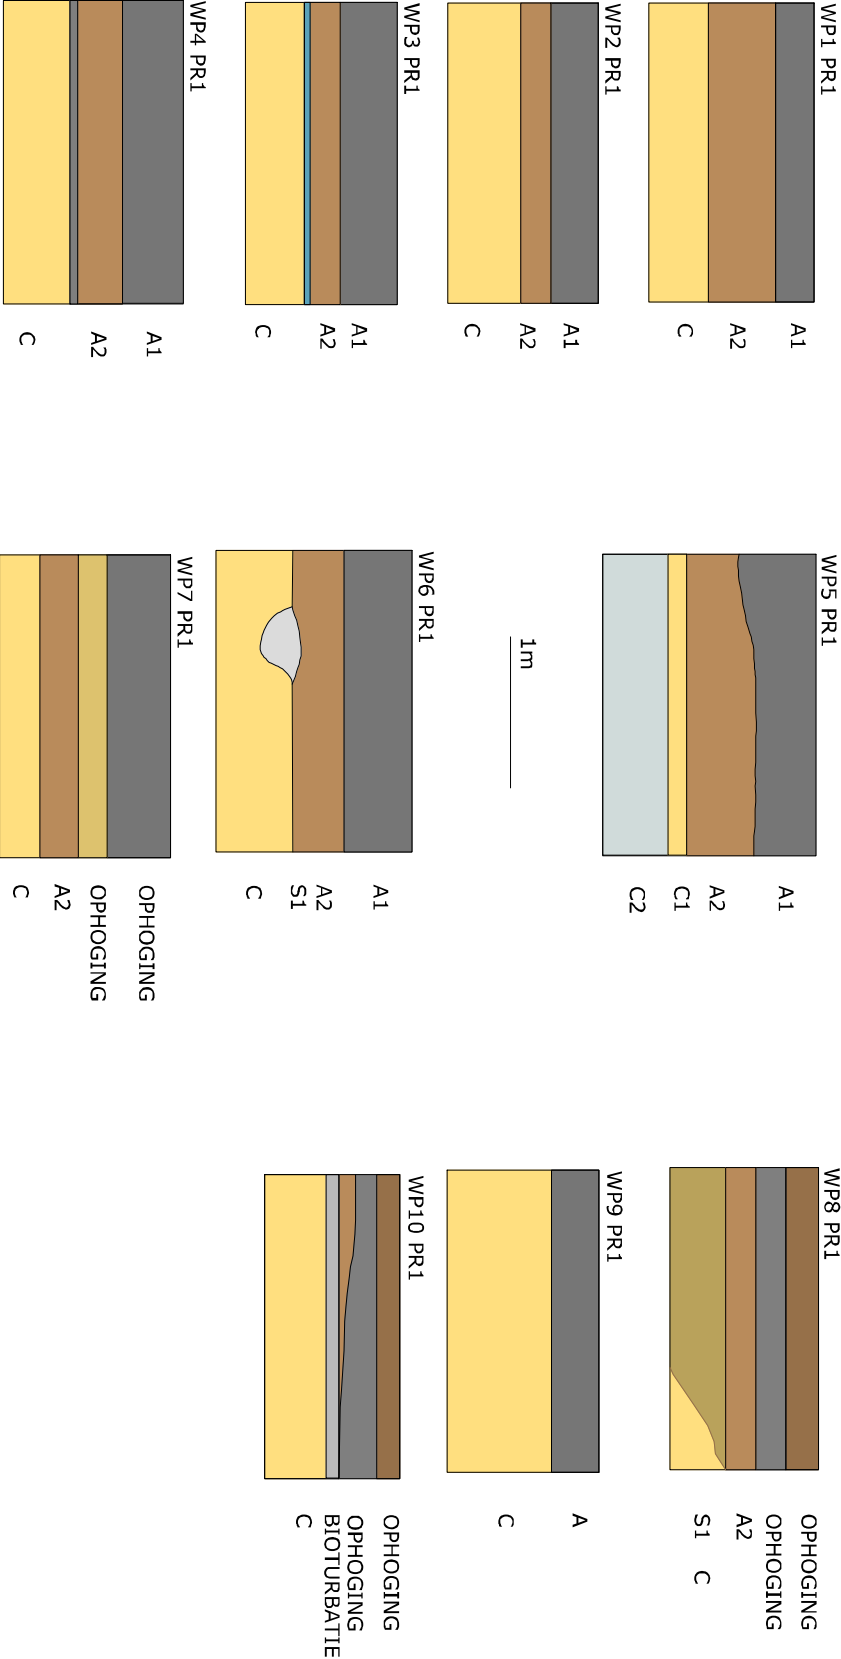 WP1 PR1
A1
A2
C
WP5 PR1
A1
A2
C1
C2
WP8 PR1
OPHOGING
OPHOGING
A2
S1 C
WP2 PR1
A1
A2
C
1m
WP9 PR1
A
C
WP3 PR1
A1
A2
C
WP6 PR1
A1
A2
S1
C
WP10 PR1
OPHOGING
OPHOGING
BIOTURBATIE
C
WP4 PR1
A1
A2
C
WP7 PR1
OPHOGING
OPHOGING
A2
C